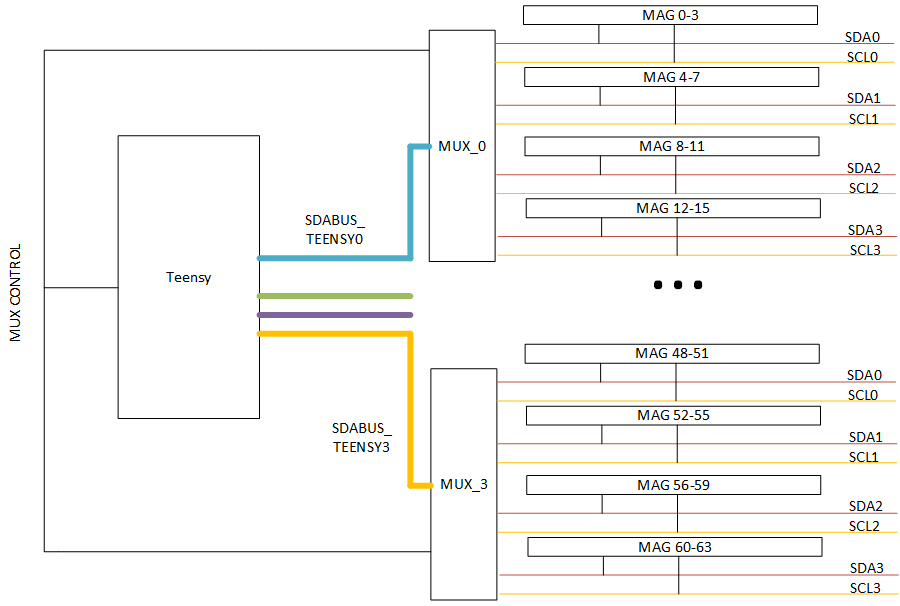 MAG 0-3
SDA0
SCL0
MAG 4-7
SDA1
SCL1
MUX_0
MAG 8-11
SDA2
SCL2
MAG 12-15
SDA3
SCL3
SDABUS_
TEENSY0
Teensy
MUX CONTROL
MAG 48-51
SDA0
SCL0
MAG 52-55
SDA1
SCL1
SDABUS_
TEENSY3
MUX_3
MAG 56-59
SDA2
SCL2
MAG 60-63
SDA3
SCL3